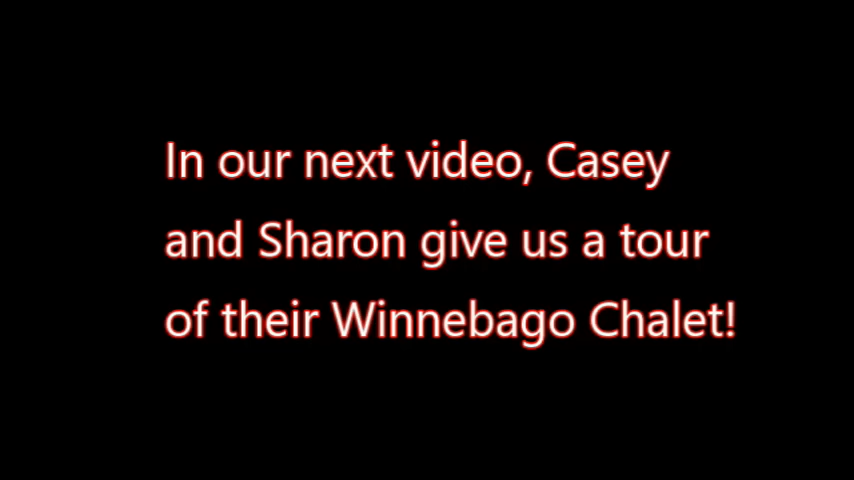 In our next video, Casey
and Sharon give us a tour
of their Winnebago Chalet!